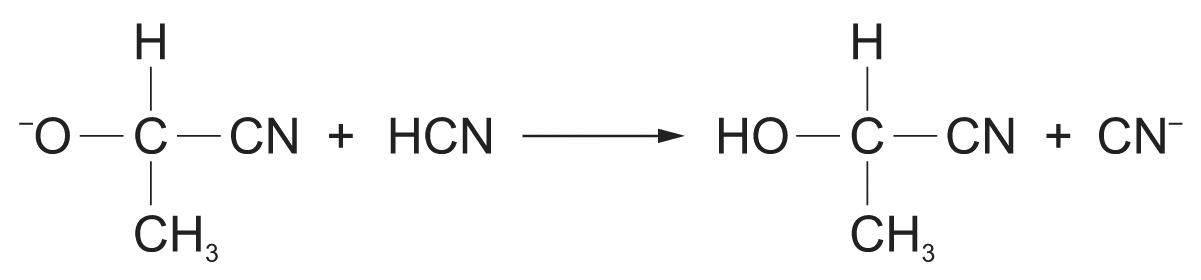 H H
⁻O—C—CN + HCN ⟶ HO—C—CN + CN⁻
CH₃ CH₃